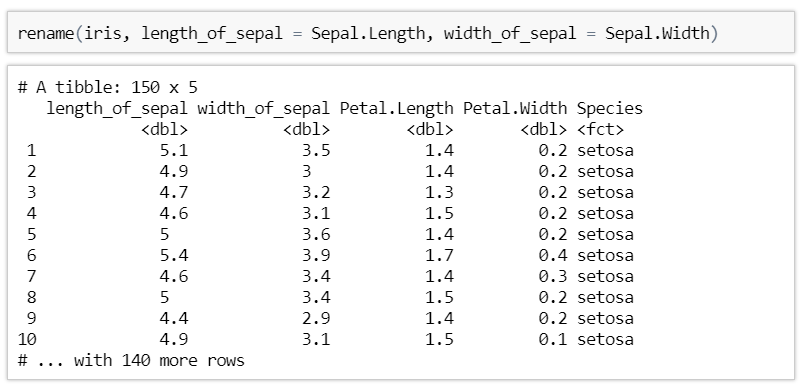 rename(iris, length_of_sepal = Sepal.Length, width_of_sepal = Sepal.Width)
# A tibble: 150 x 5
   length_of_sepal width_of_sepal Petal.Length Petal.Width Species
             <dbl>          <dbl>        <dbl>       <dbl> <fct>
 1             5.1            3.5          1.4         0.2 setosa
 2             4.9            3            1.4         0.2 setosa
 3             4.7            3.2          1.3         0.2 setosa
 4             4.6            3.1          1.5         0.2 setosa
 5             5              3.6          1.4         0.2 setosa
 6             5.4            3.9          1.7         0.4 setosa
 7             4.6            3.4          1.4         0.3 setosa
 8             5              3.4          1.5         0.2 setosa
 9             4.4            2.9          1.4         0.2 setosa
10             4.9            3.1          1.5         0.1 setosa
# ... with 140 more rows